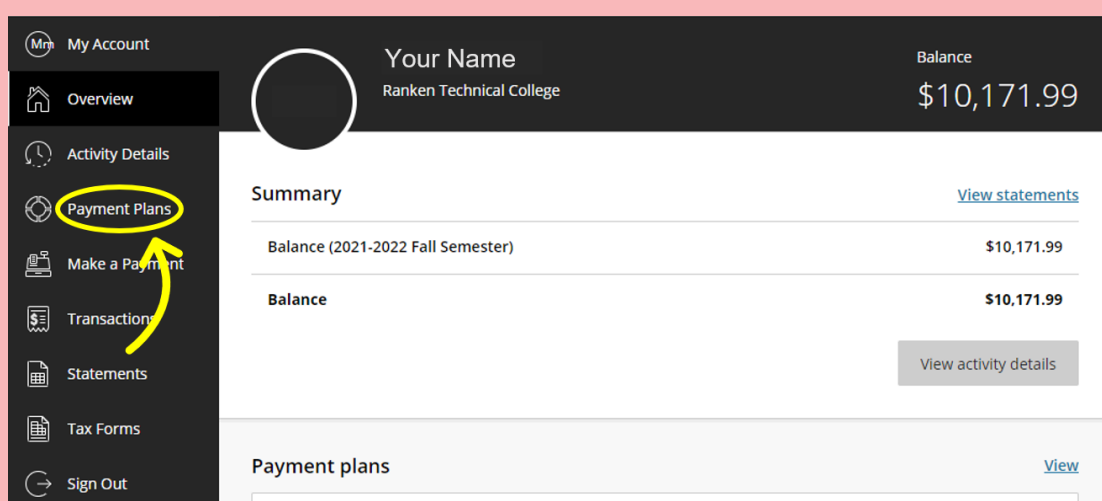 Mm My Account
Overview
Activity Details
Payment Plans
Make a Payment
Transactions
Statements
Tax Forms
Sign Out
Your Name
Ranken Technical College
Balance
$10,171.99
Summary
View statements
Balance (2021-2022 Fall Semester) $10,171.99
Balance $10,171.99
View activity details
Payment plans
View